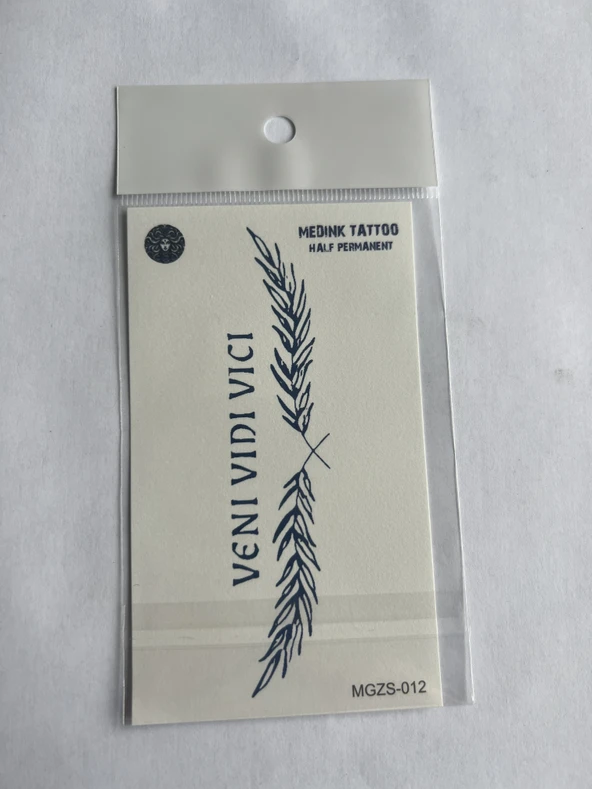 MEDINK TATTOO
HALF PERMANENT
VENI VIDI VICI
MGZS-012